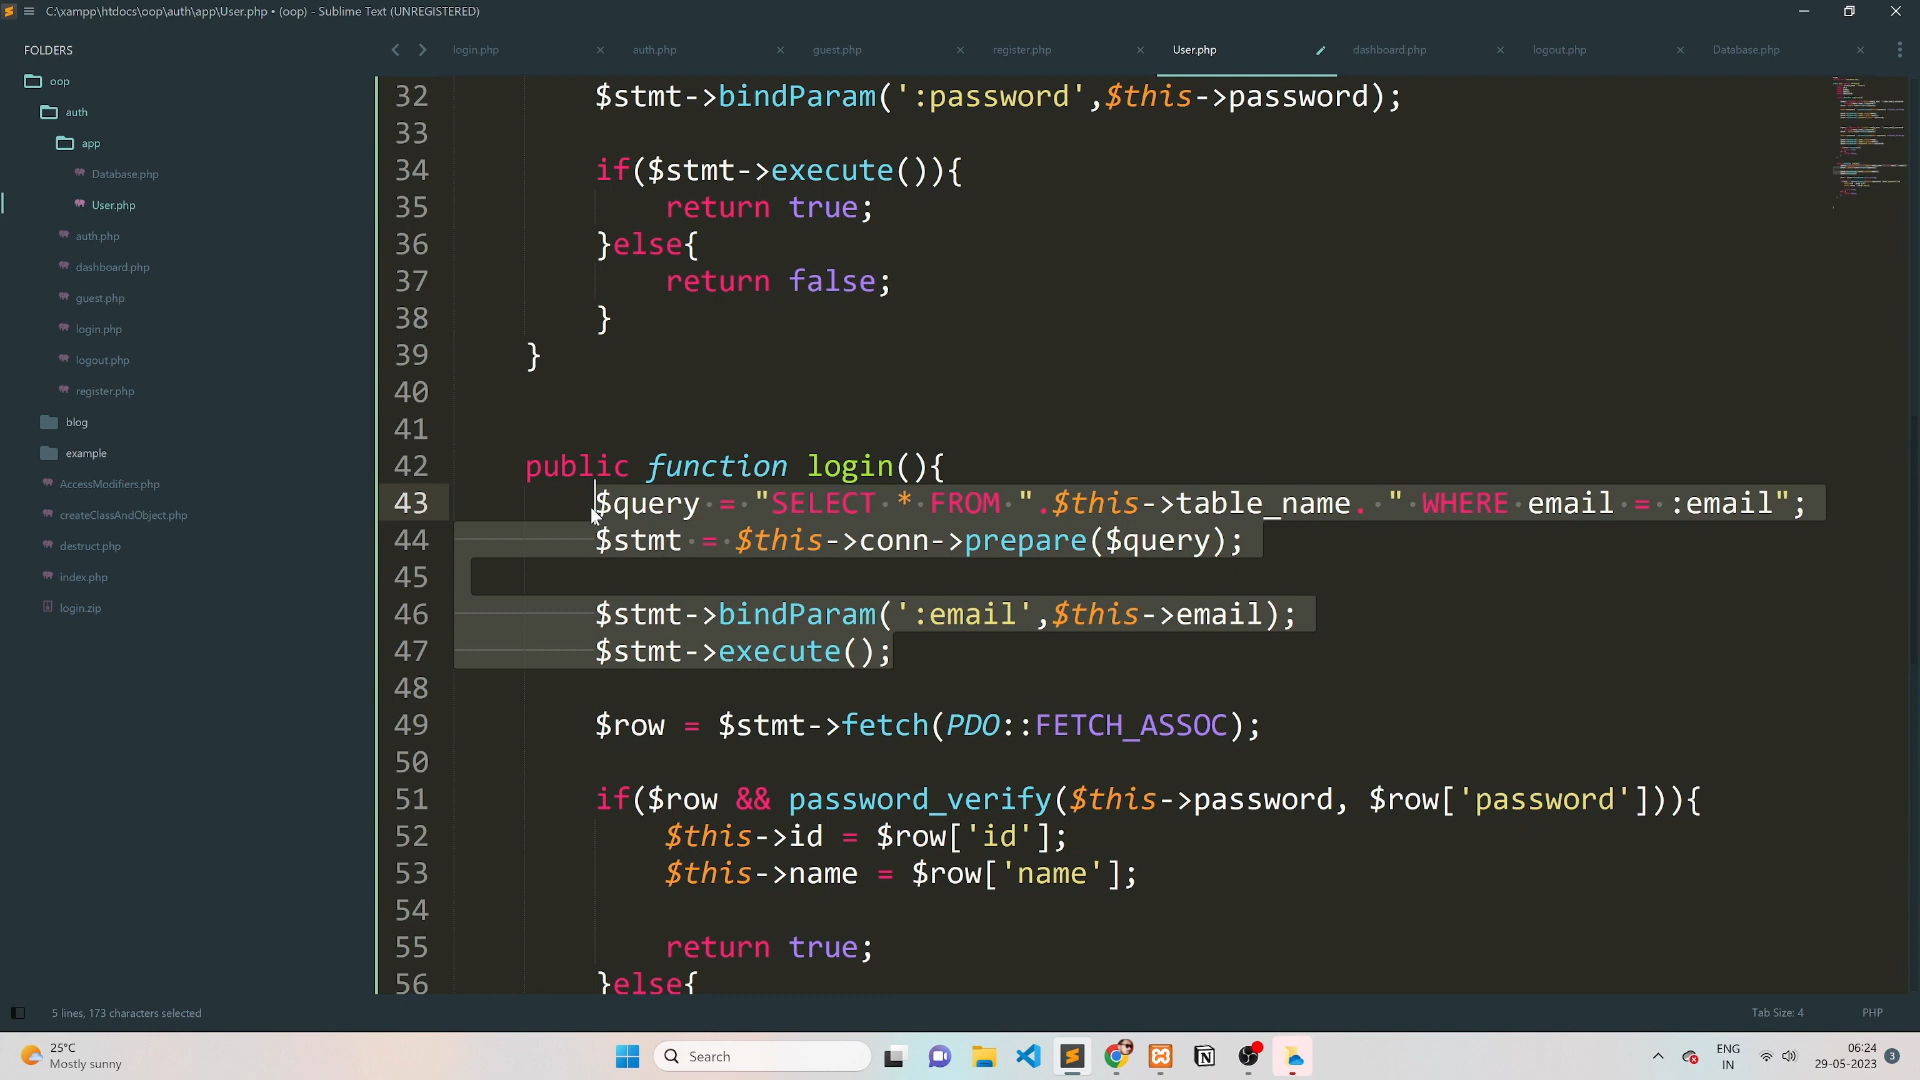 C:\xampp\htdocs\oop\auth\app\User.php • (oop) - Sublime Text (UNREGISTERED)
FOLDERS
oop
auth
app
Database.php
User.php
auth.php
dashboard.php
guest.php
login.php
logout.php
register.php
blog
example
AccessModifiers.php
createClassAndObject.php
destruct.php
index.php
login.zip
login.php
auth.php
guest.php
register.php
User.php
dashboard.php
logout.php
Database.php
32 $stmt->bindParam(':password',$this->password);
33
34 if($stmt->execute()){
35 return true;
36 }else{
37 return false;
38 }
39 }
40
41
42 public function login(){
43 $query = "SELECT * FROM ".$this->table_name. " WHERE email = :email";
44 $stmt = $this->conn->prepare($query);
45
46 $stmt->bindParam(':email',$this->email);
47 $stmt->execute();
48
49 $row = $stmt->fetch(PDO::FETCH_ASSOC);
50
51 if($row && password_verify($this->password, $row['password'])){
52 $this->id = $row['id'];
53 $this->name = $row['name'];
54
55 return true;
56 }else{
5 lines, 173 characters selected
Tab Size: 4
PHP
25°C
Mostly sunny
Search
ENG
IN
06:24
29-05-2023
3